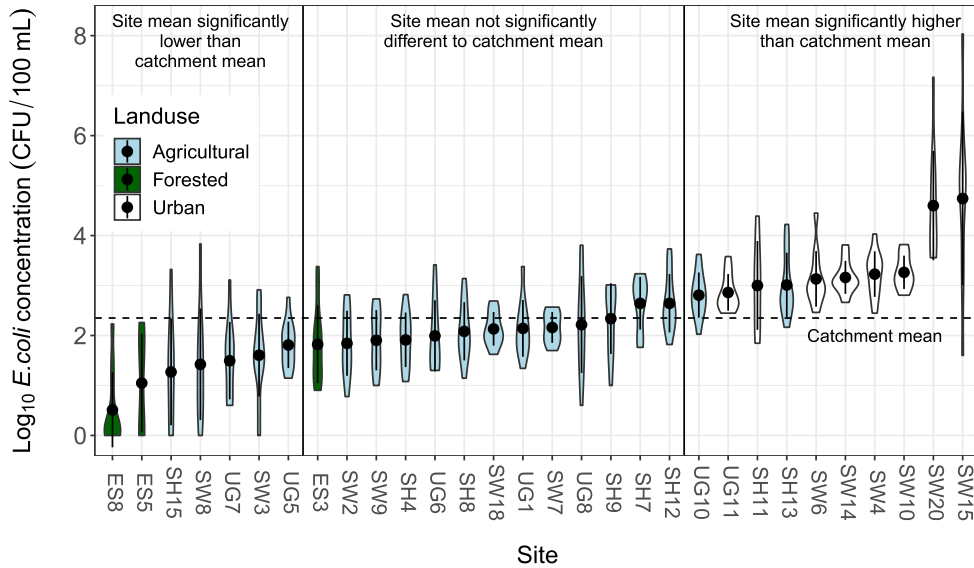 Site mean significantly
lower than
catchment mean
Site mean not significantly
different to catchment mean
Site mean significantly higher
than catchment mean
Log10 E.coli concentration (CFU/100 mL)
8
6
4
2
0
Landuse
Agricultural
Forested
Urban
Catchment mean
ES8
ES5
SH15
SW8
UG7
SW3
UG5
ES3
SW2
SW9
SH4
UG6
SH8
SW18
UG1
SW7
UG8
SH9
SH7
SH12
UG10
UG11
SH11
SH13
SW6
SW14
SW4
SW10
SW20
SW15
Site